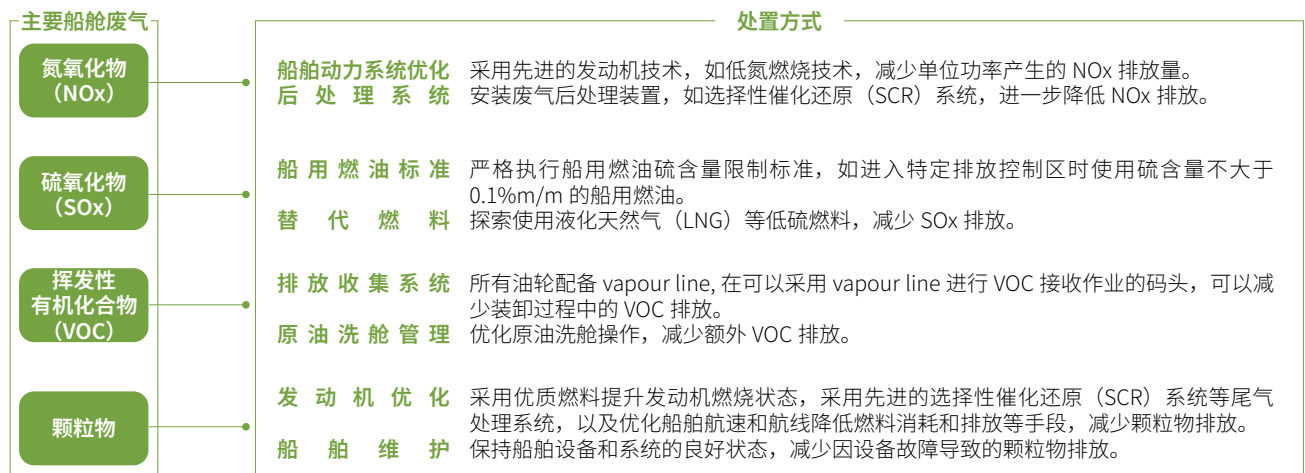 主要船舱废气
处置方式
氮氧化物
（NOx）
船舶动力系统优化 采用先进的发动机技术，如低氮燃烧技术，减少单位功率产生的 NOx 排放量。
后处理系统 安装废气后处理装置，如选择性催化还原（SCR）系统，进一步降低 NOx 排放。
硫氧化物
（SOx）
船用燃油标准 严格执行船用燃油硫含量限制标准，如进入特定排放控制区时使用硫含量不大于
0.1%m/m 的船用燃油。
替代燃料 探索使用液化天然气（LNG）等低硫燃料，减少 SOx 排放。
挥发性
有机化合物
（VOC）
排放收集系统 所有油轮配备 vapour line, 在可以采用 vapour line 进行 VOC 接收作业的码头，可以减
少装卸过程中的 VOC 排放。
原油洗舱管理 优化原油洗舱操作，减少额外 VOC 排放。
颗粒物
发动机优化 采用优质燃料提升发动机燃烧状态，采用先进的选择性催化还原（SCR）系统等尾气
处理系统，以及优化船舶航速和航线降低燃料消耗和排放等手段，减少颗粒物排放。
船舶维护 保持船舶设备和系统的良好状态，减少因设备故障导致的颗粒物排放。